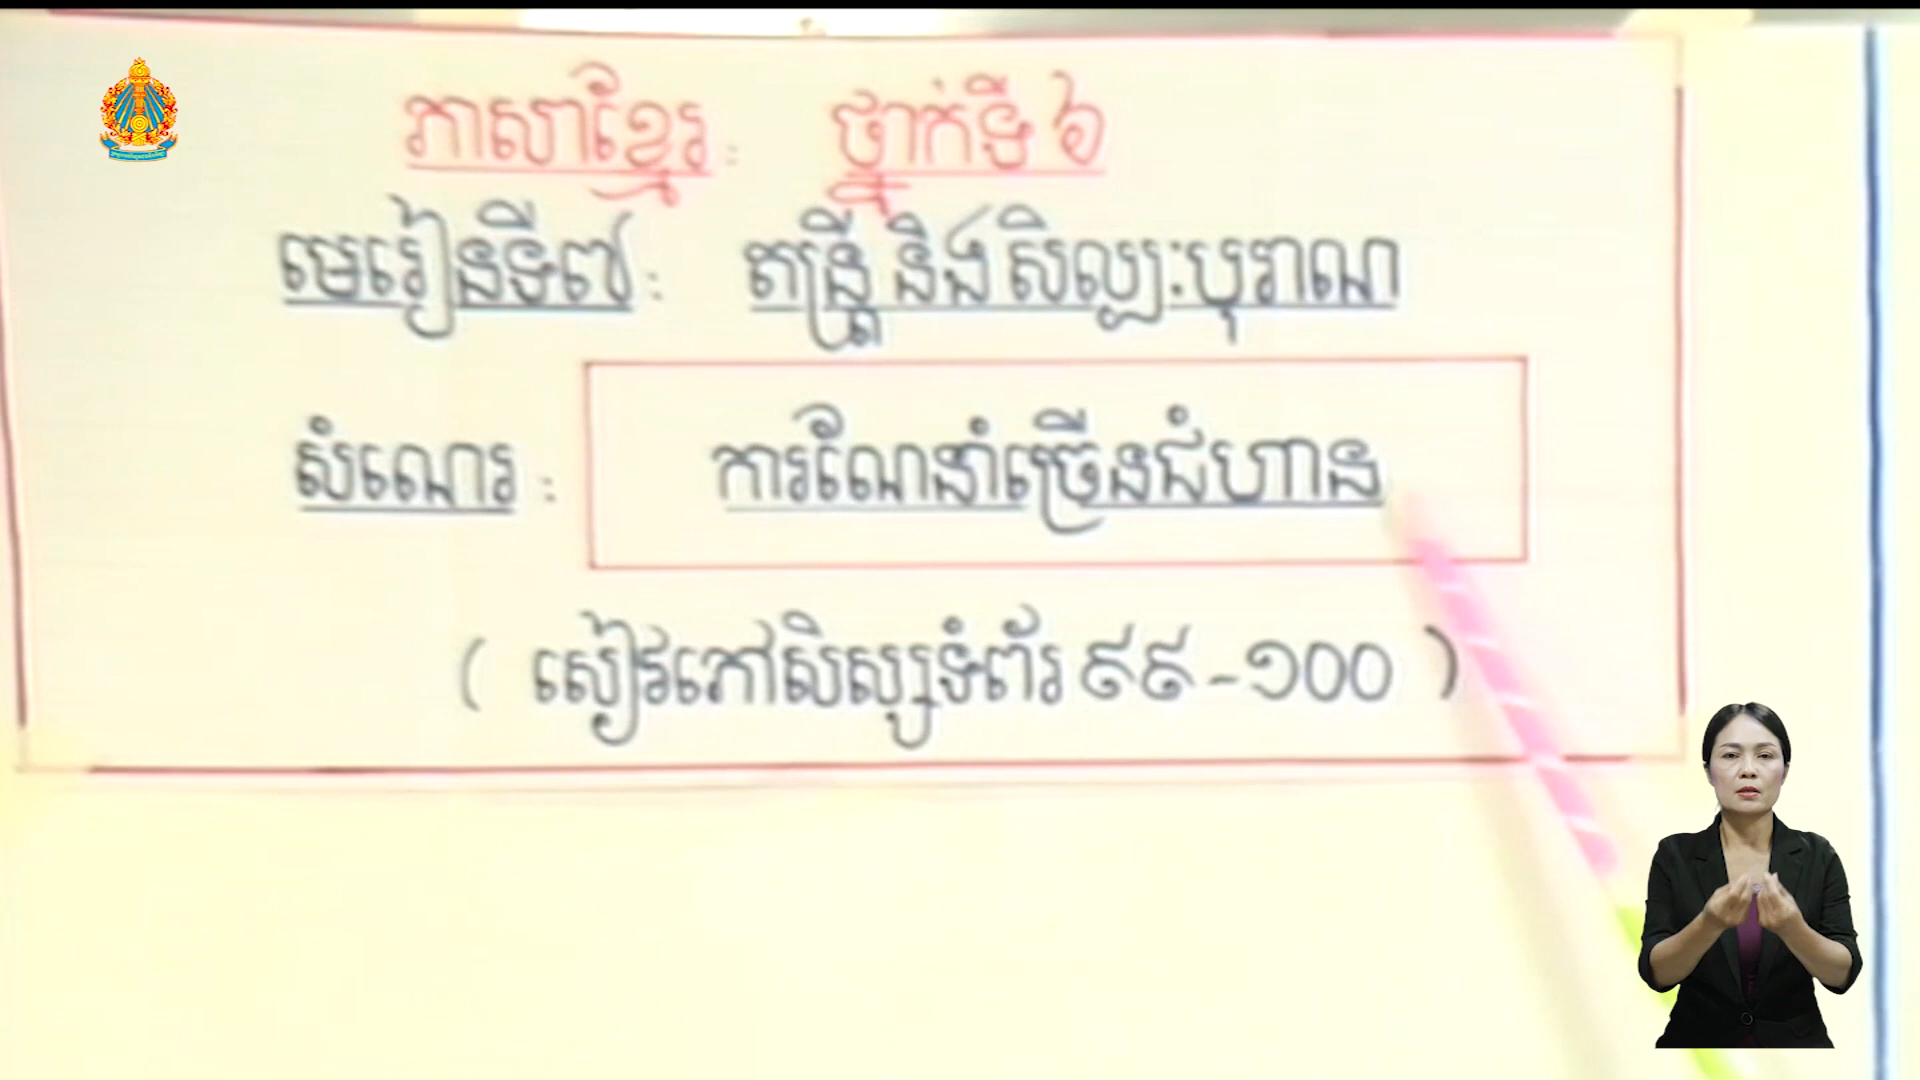 ភាសាខ្មែរ: ថ្នាក់ទី ៦
មេរៀនទី៧: តន្ត្រី និង សិល្បៈបុរាណ
សំណេរ: ការណែនាំច្រើនជំហាន
( សៀវភៅសិស្សទំព័រ ៩៩ - ១០០ )